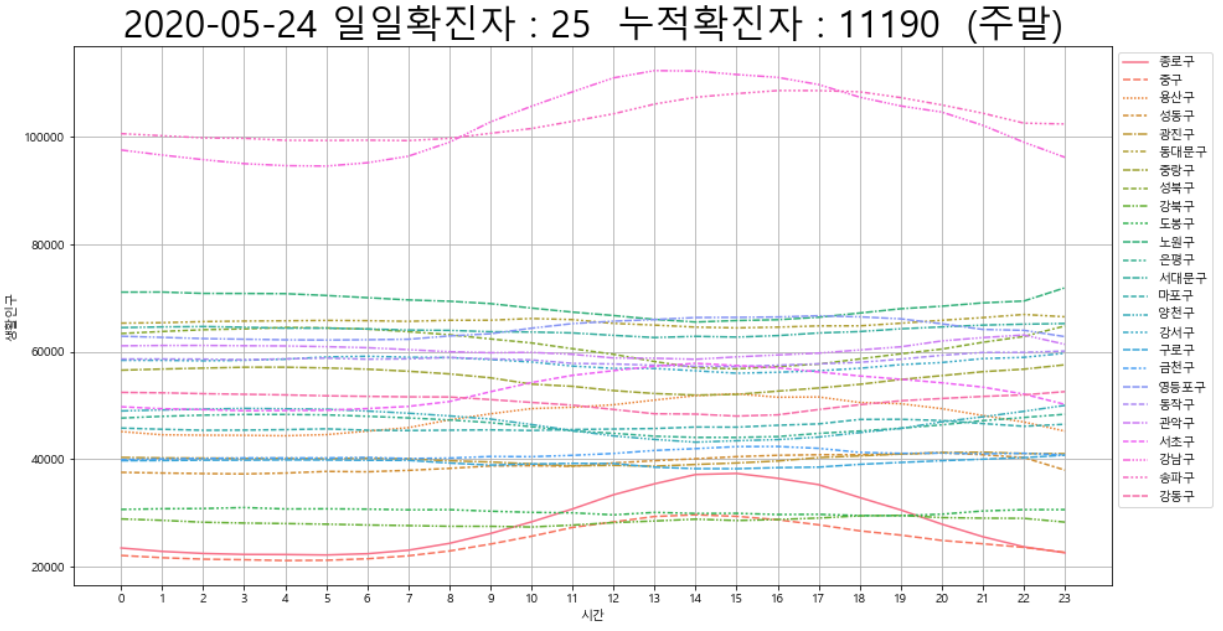 2020-05-24 일일확진자 : 25 누적확진자 : 11190 (주말)
100000
80000
60000
40000
20000
생활인구
0 1 2 3 4 5 6 7 8 9 10 11 12 13 14 15 16 17 18 19 20 21 22 23
시간
종로구
중구
용산구
성동구
광진구
동대문구
중랑구
성북구
강북구
도봉구
노원구
은평구
서대문구
마포구
양천구
강서구
구로구
금천구
영등포구
동작구
관악구
서초구
강남구
송파구
강동구